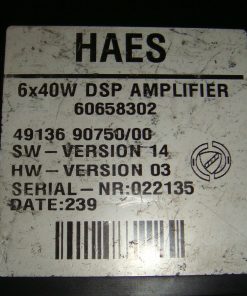 HAES
6x40W DSP AMPLIFIER
60658302
49136 90750/00
SW-VERSION 14
HW-VERSION 03
SERIAL-NR:022135
DATE:239